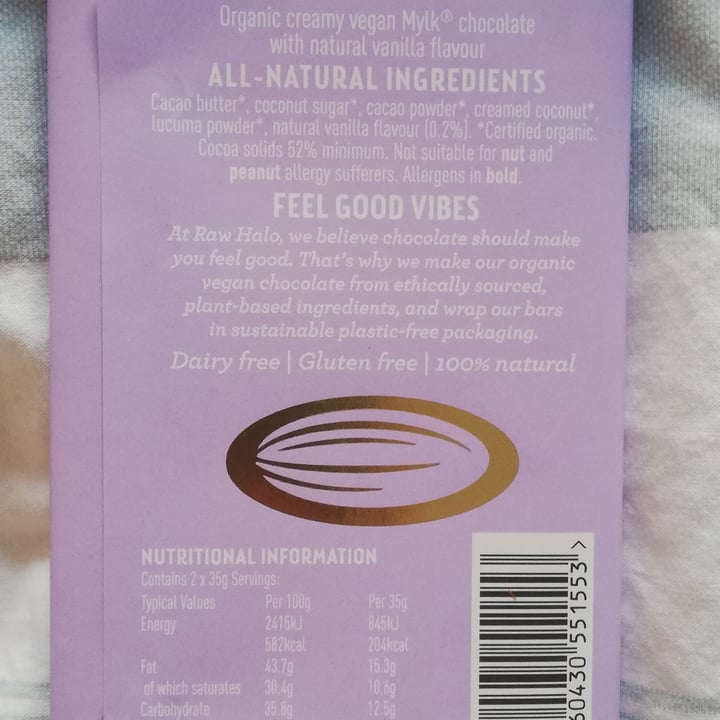 Organic creamy vegan Mylk® chocolate
with natural vanilla flavour
ALL-NATURAL INGREDIENTS
Cacao butter*, coconut sugar*, cacao powder*, creamed coconut*,
lucuma powder*, natural vanilla flavour (0.2%). *Certified organic.
Cocoa solids 52% minimum. Not suitable for nut and
peanut allergy sufferers. Allergens in bold.
FEEL GOOD VIBES
At Raw Halo, we believe chocolate should make
you feel good. That's why we make our organic
vegan chocolate from ethically sourced,
plant-based ingredients, and wrap our bars
in sustainable plastic-free packaging.
Dairy free | Gluten free | 100% natural
NUTRITIONAL INFORMATION
Contains 2 x 35g Servings:
Typical Values Per 100g Per 35g
Energy 2415kJ 845kJ
582kcal 204kcal
Fat 43.7g 15.3g
of which saturates 30.4g 10.6g
Carbohydrate 35.8g 12.5g
60430 551553 >